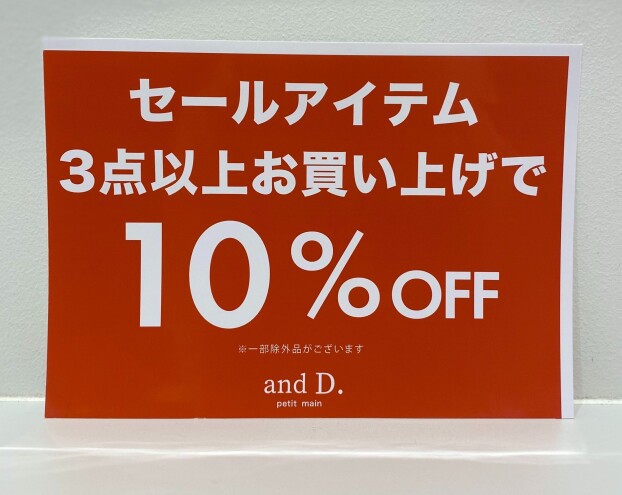 セールアイテム
3点以上お買い上げで
10%OFF
※一部除外品がございます
and D.
petit main